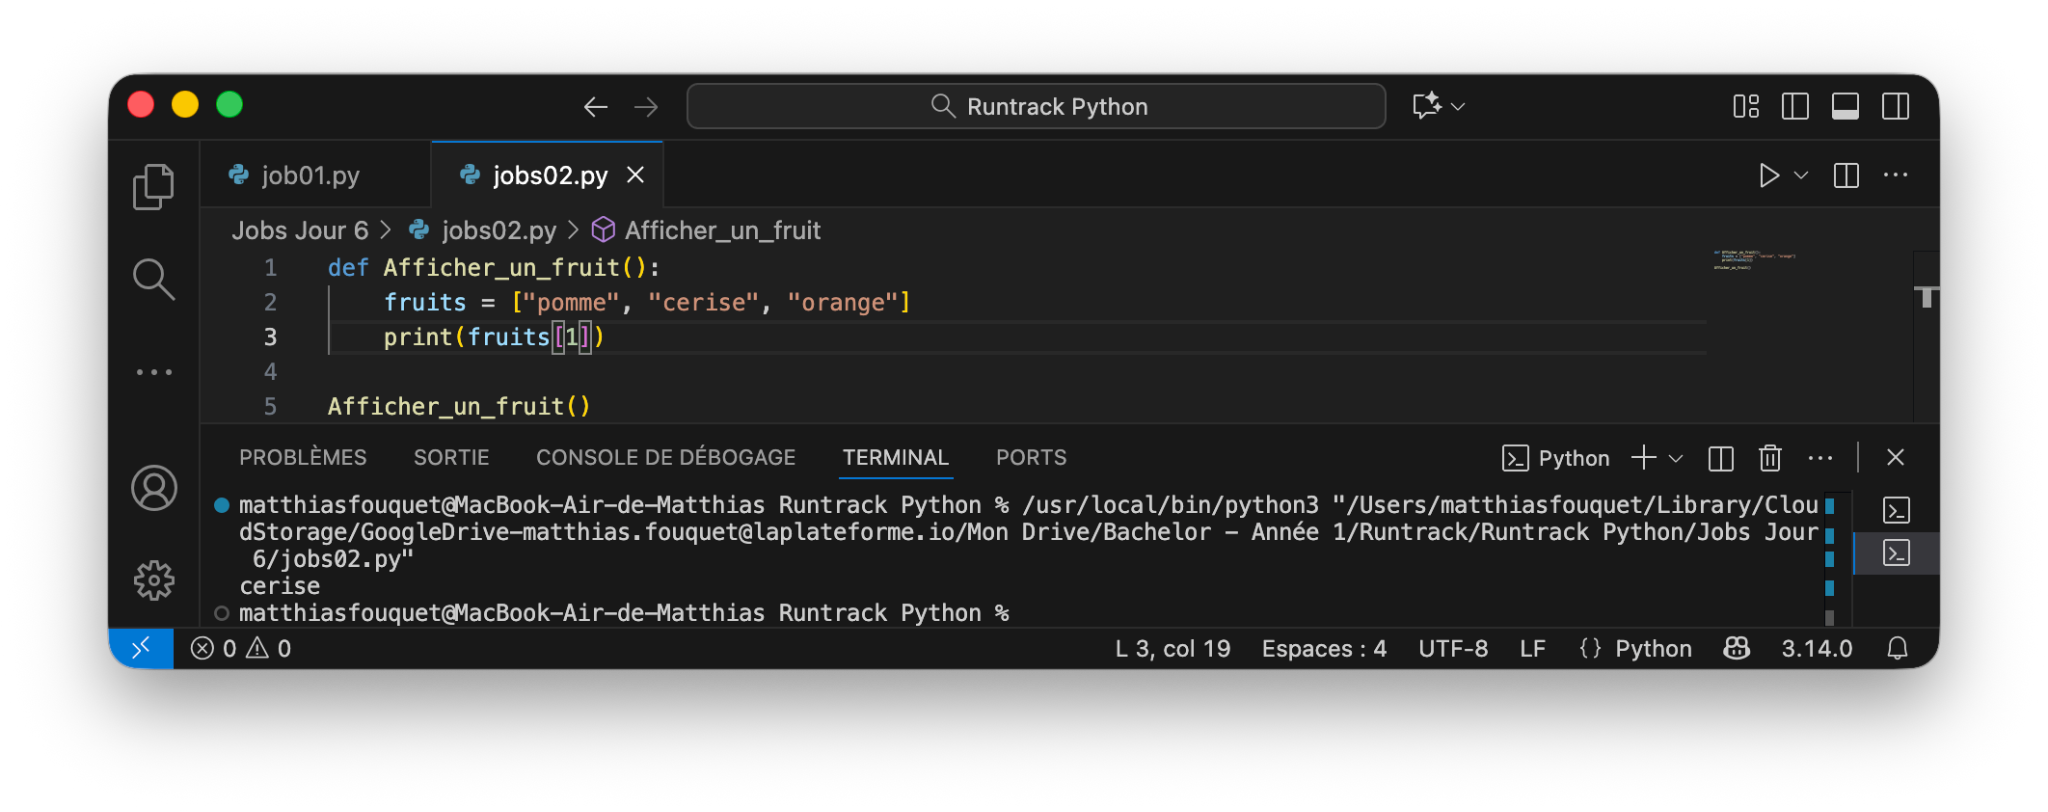 Runtrack Python
job01.py
jobs02.py
Jobs Jour 6 > jobs02.py > Afficher_un_fruit
1 def Afficher_un_fruit():
2 fruits = ["pomme", "cerise", "orange"]
3 print(fruits[1])
4
5 Afficher_un_fruit()
PROBLÈMES SORTIE CONSOLE DE DÉBOGAGE TERMINAL PORTS Python
matthiasfouquet@MacBook-Air-de-Matthias Runtrack Python % /usr/local/bin/python3 "/Users/matthiasfouquet/Library/Clou
dStorage/GoogleDrive-matthias.fouquet@laplateforme.io/Mon Drive/Bachelor - Année 1/Runtrack/Runtrack Python/Jobs Jour
6/jobs02.py"
cerise
matthiasfouquet@MacBook-Air-de-Matthias Runtrack Python %
0 0 L 3, col 19 Espaces : 4 UTF-8 LF {} Python 3.14.0